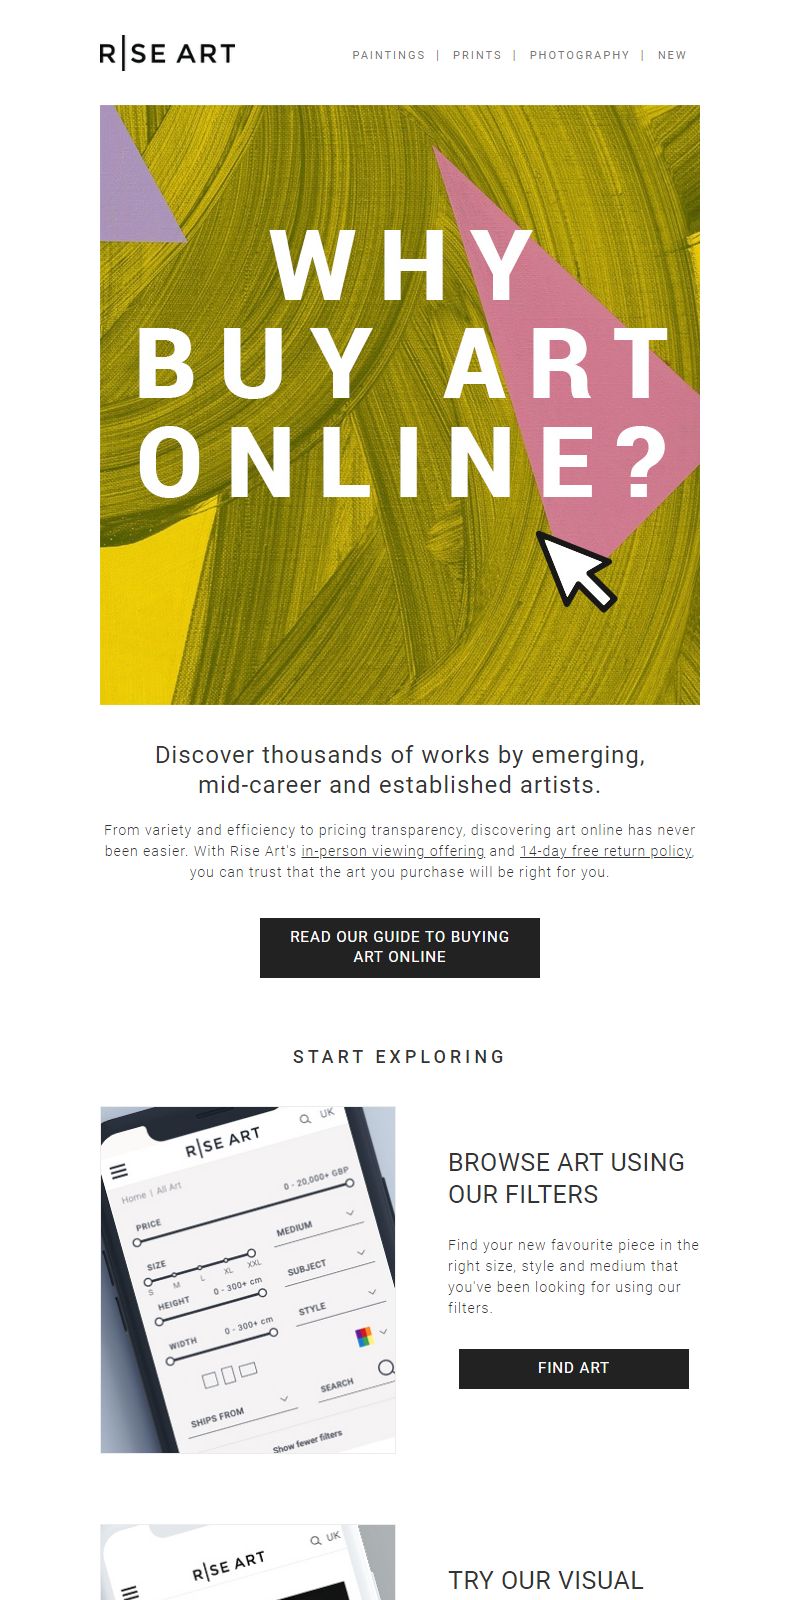 R|SE ART
PAINTINGS | PRINTS | PHOTOGRAPHY | NEW
WHY
BUY ART
ONLINE?
Discover thousands of works by emerging,
mid-career and established artists.
From variety and efficiency to pricing transparency, discovering art online has never
been easier. With Rise Art's in-person viewing offering and 14-day free return policy,
you can trust that the art you purchase will be right for you.
READ OUR GUIDE TO BUYING
ART ONLINE
START EXPLORING
R|SE ART
UK
Home | All Art
PRICE
0 - 20,000+ GBP
SIZE
S M L XL XXL
MEDIUM
HEIGHT
0 - 300+ cm
SUBJECT
WIDTH
0 - 300+ cm
STYLE
SHIPS FROM
SEARCH
Show fewer filters
BROWSE ART USING
OUR FILTERS
Find your new favourite piece in the
right size, style and medium that
you've been looking for using our
filters.
FIND ART
R|SE ART
UK
TRY OUR VISUAL